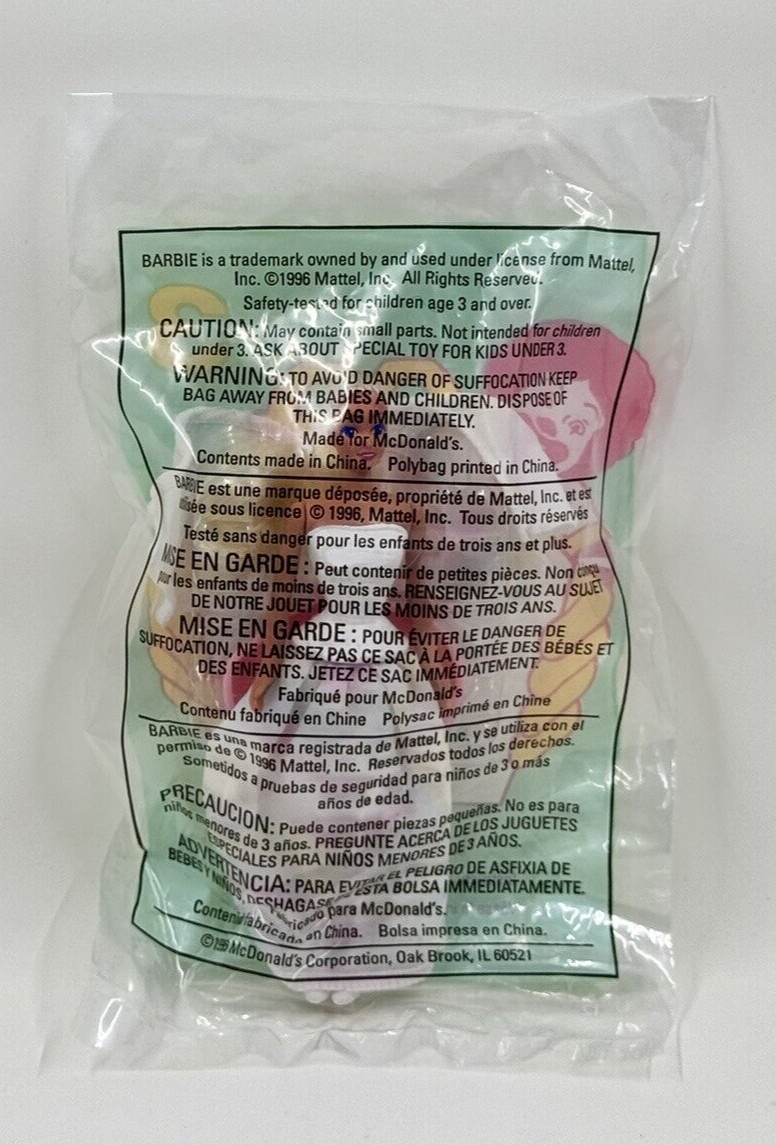 BARBIE is a trademark owned by and used under license from Mattel,
Inc. ©1996 Mattel, Inc. All Rights Reserved.
Safety-tested for children age 3 and over.
CAUTION: May contain small parts. Not intended for children
under 3. ASK ABOUT SPECIAL TOY FOR KIDS UNDER 3.
WARNING: TO AVOID DANGER OF SUFFOCATION KEEP
BAG AWAY FROM BABIES AND CHILDREN. DISPOSE OF
THIS BAG IMMEDIATELY.
Made for McDonald's.
Contents made in China. Polybag printed in China.
BARBIE est une marque déposée, propriété de Mattel, Inc. et est
utilisée sous licence © 1996, Mattel, Inc. Tous droits réservés
Testé sans danger pour les enfants de trois ans et plus.
MISE EN GARDE : Peut contenir de petites pièces. Non conçu
pour les enfants de moins de trois ans. RENSEIGNEZ-VOUS AU SUJET
DE NOTRE JOUET POUR LES MOINS DE TROIS ANS.
MISE EN GARDE : POUR ÉVITER LE DANGER DE
SUFFOCATION, NE LAISSEZ PAS CE SAC À LA PORTÉE DES BÉBÉS ET
DES ENFANTS. JETEZ CE SAC IMMÉDIATEMENT.
Fabriqué pour McDonald's
Contenu fabriqué en Chine Polysac imprimé en Chine
BARBIE es una marca registrada de Mattel, Inc. y se utiliza con el
permiso de © 1996 Mattel, Inc. Reservados todos los derechos.
Sometidos a pruebas de seguridad para niños de 3 o más
años de edad.
PRECAUCION: Puede contener piezas pequeñas. No es para
niños menores de 3 años. PREGUNTE ACERCA DE LOS JUGUETES
ESPECIALES PARA NIÑOS MENORES DE 3 AÑOS.
ADVERTENCIA: PARA EVITAR EL PELIGRO DE ASFIXIA DE
BEBES Y NIÑOS, DESHAGASE DE ESTA BOLSA IMMEDIATAMENTE.
Fabricado para McDonald's.
Contenido fabricado en China. Bolsa impresa en China.
©1996 McDonald's Corporation, Oak Brook, IL 60521